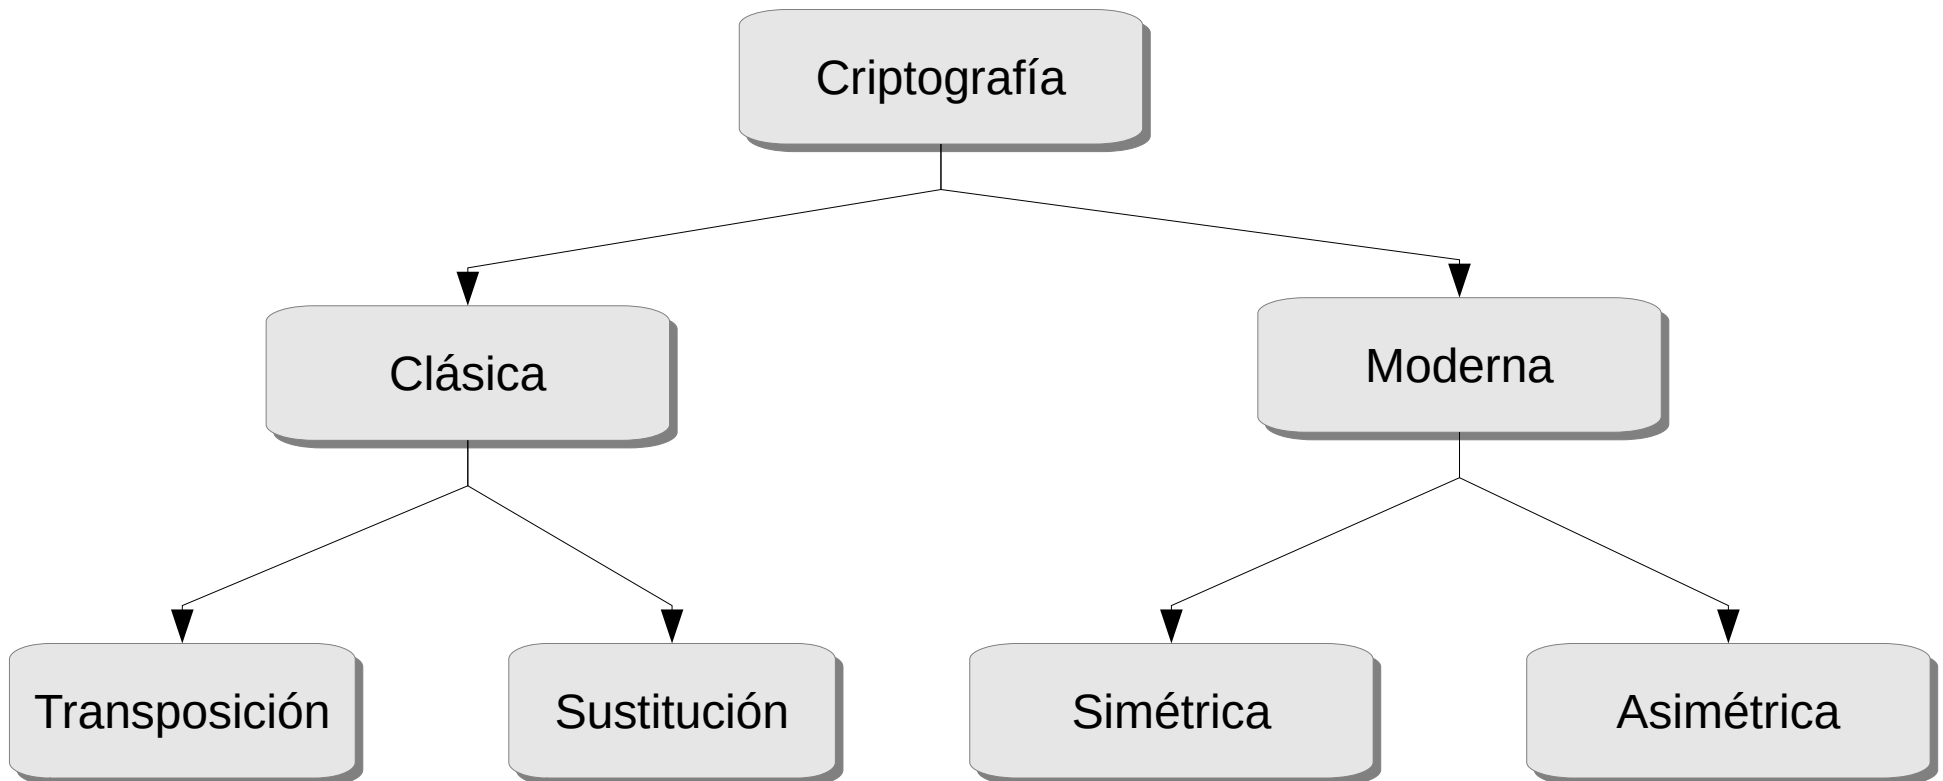 Criptografía
Clásica
Moderna
Transposición
Sustitución
Simétrica
Asimétrica